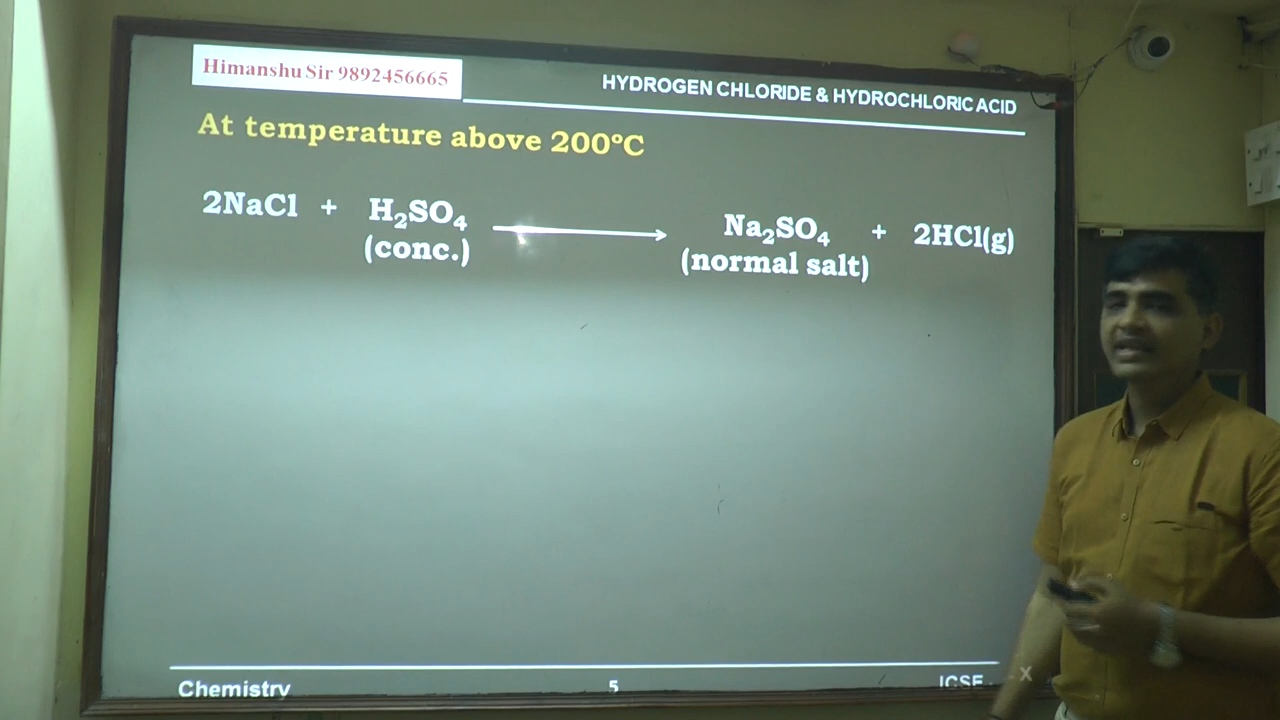 Himanshu Sir 9892456665
HYDROGEN CHLORIDE & HYDROCHLORIC ACID
At temperature above 200ºC
2NaCl + H₂SO₄ ⟶ Na₂SO₄ + 2HCl(g)
(conc.) (normal salt)
Chemistry 5 ICSE - X